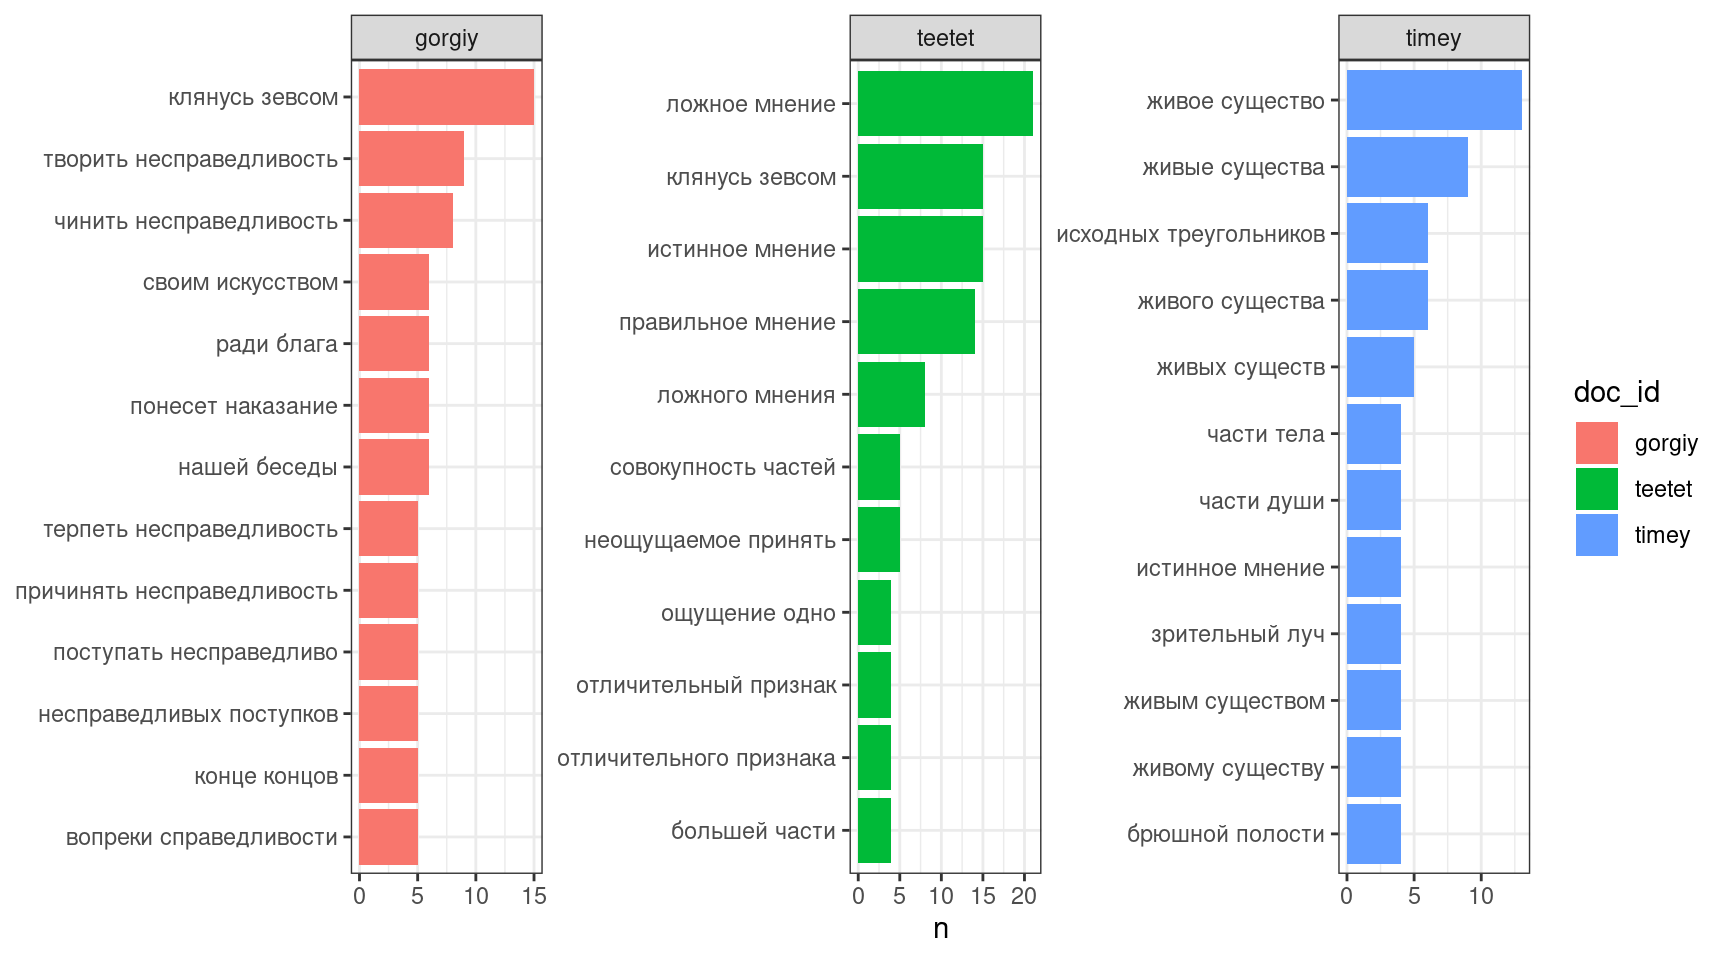 gorgiy
клянусь зевсом
творить несправедливость
чинить несправедливость
своим искусством
ради блага
понесет наказание
нашей беседы
терпеть несправедливость
причинять несправедливость
поступать несправедливо
несправедливых поступков
конце концов
вопреки справедливости
0 5 10 15
teetet
ложное мнение
клянусь зевсом
истинное мнение
правильное мнение
ложного мнения
совокупность частей
неощущаемое принять
ощущение одно
отличительный признак
отличительного признака
большей части
0 5 10 15 20
n
timey
живое существо
живые существа
исходных треугольников
живого существа
живых существ
части тела
части души
истинное мнение
зрительный луч
живым существом
живому существу
брюшной полости
0 5 10
doc_id
gorgiy
teetet
timey